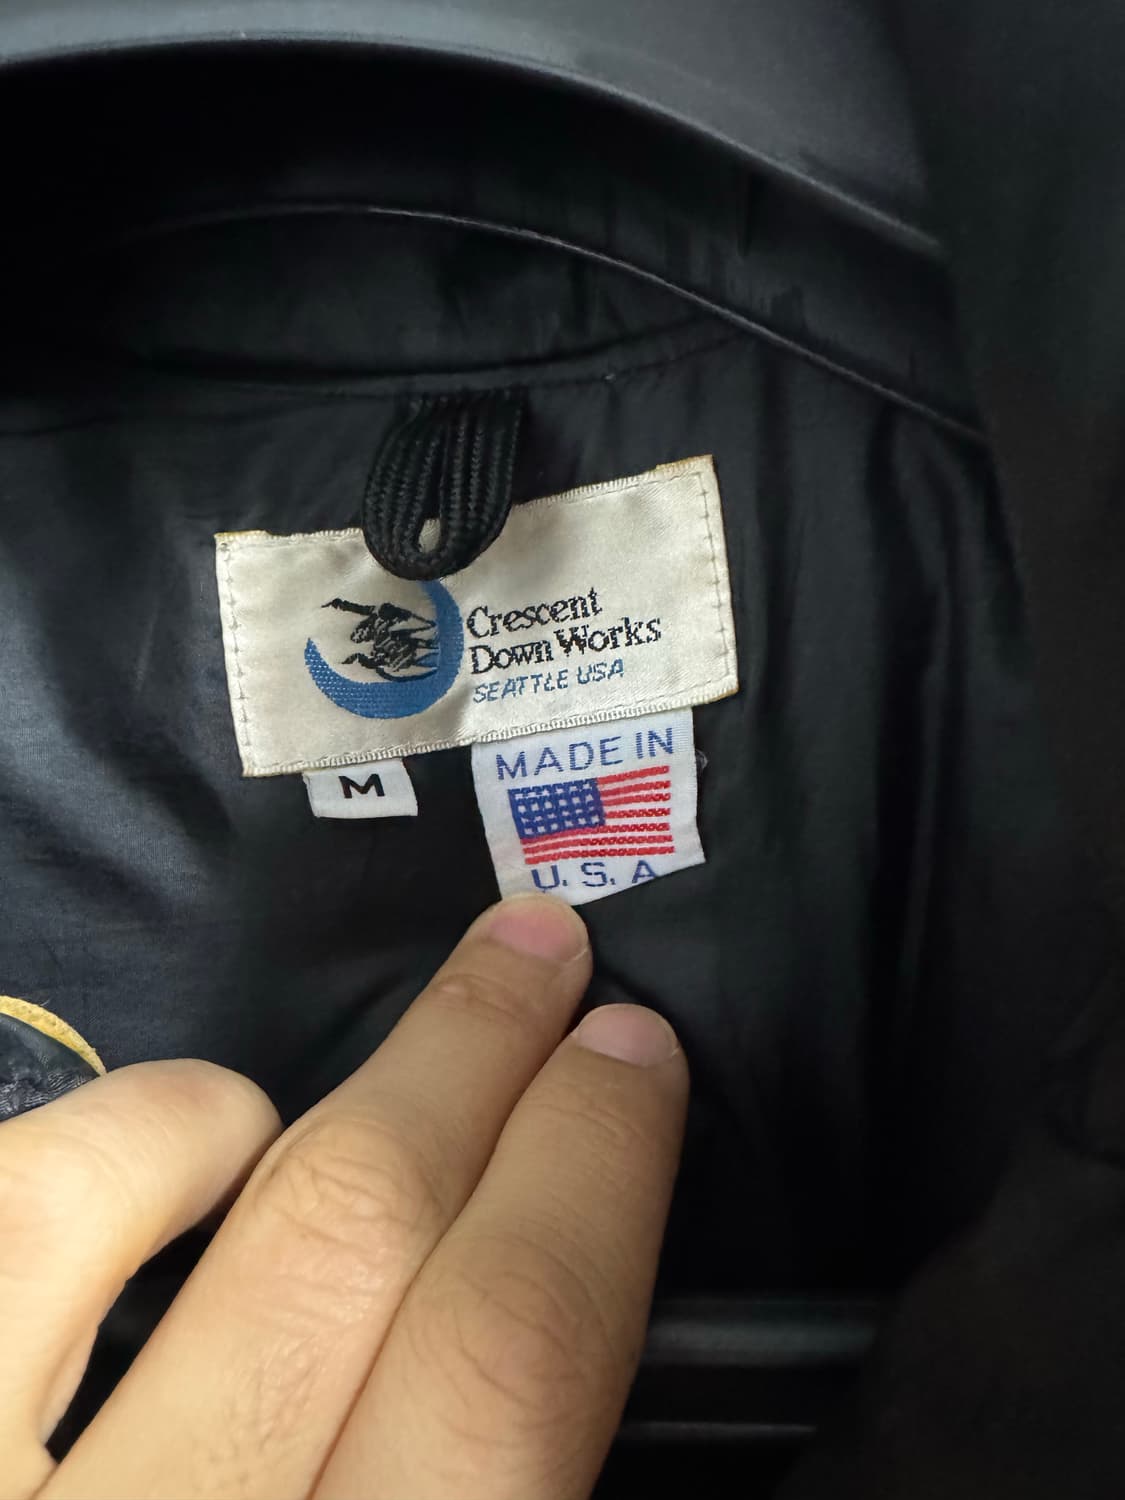 Crescent
Down Works
SEATTLE USA
M
MADE IN
U.S.A